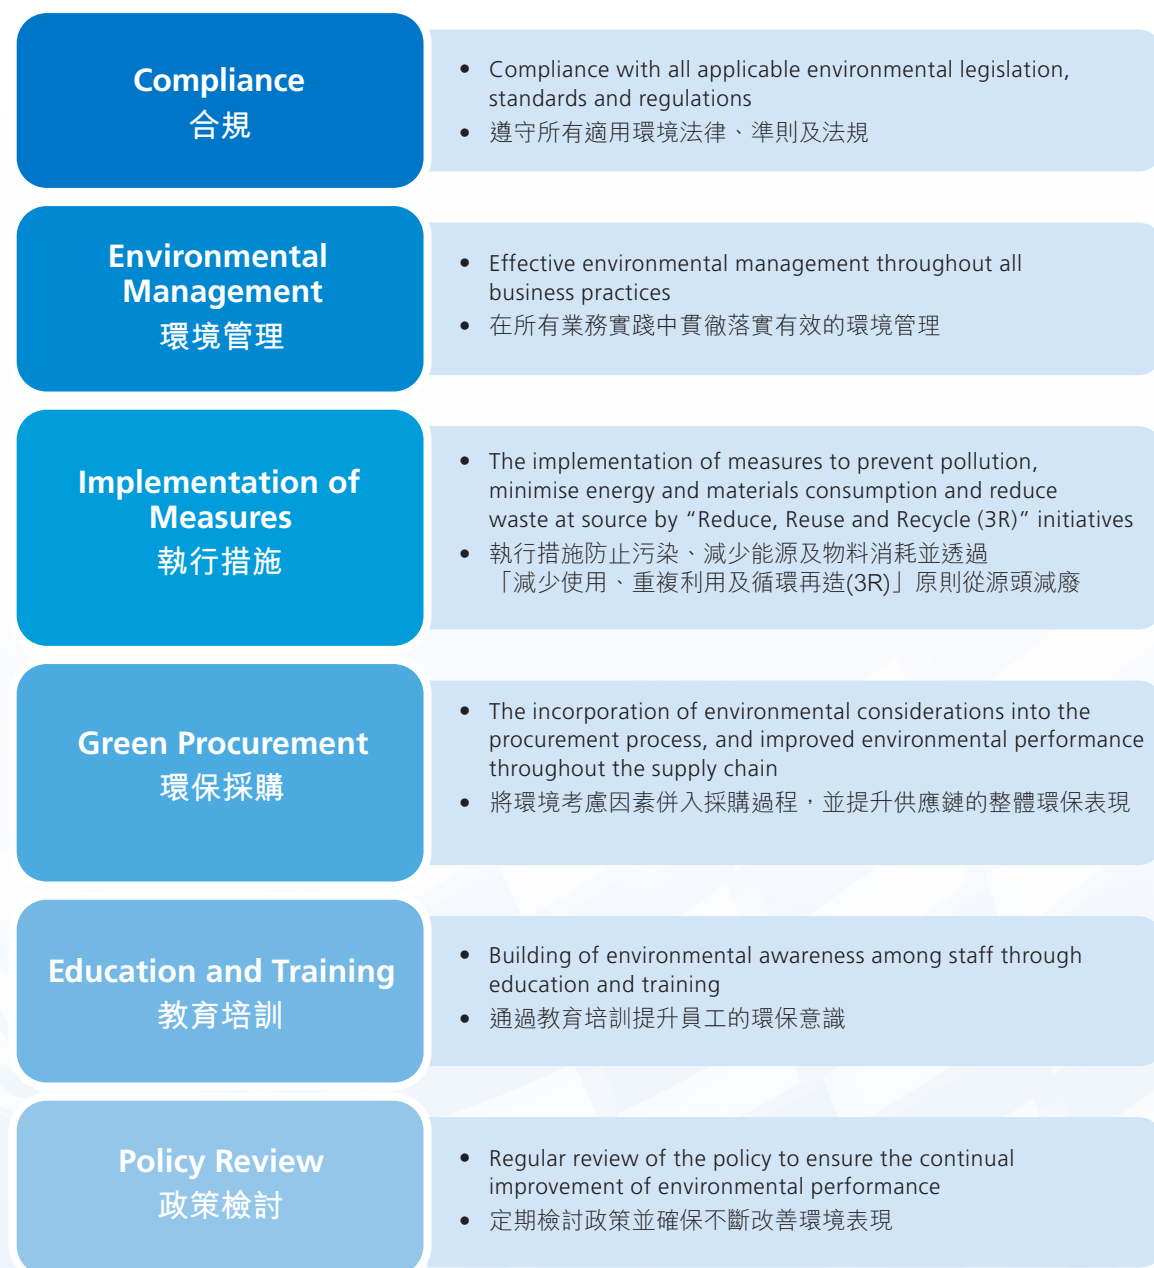 Compliance
合規
• Compliance with all applicable environmental legislation,
standards and regulations
• 遵守所有適用環境法律、準則及法規
Environmental
Management
環境管理
• Effective environmental management throughout all
business practices
• 在所有業務實踐中貫徹落實有效的環境管理
Implementation of
Measures
執行措施
• The implementation of measures to prevent pollution,
minimise energy and materials consumption and reduce
waste at source by “Reduce, Reuse and Recycle (3R)” initiatives
• 執行措施防止污染、減少能源及物料消耗並透過
「減少使用、重複利用及循環再造(3R)」原則從源頭減廢
Green Procurement
環保採購
• The incorporation of environmental considerations into the
procurement process, and improved environmental performance
throughout the supply chain
• 將環境考慮因素併入採購過程，並提升供應鏈的整體環保表現
Education and Training
教育培訓
• Building of environmental awareness among staff through
education and training
• 通過教育培訓提升員工的環保意識
Policy Review
政策檢討
• Regular review of the policy to ensure the continual
improvement of environmental performance
• 定期檢討政策並確保不斷改善環境表現